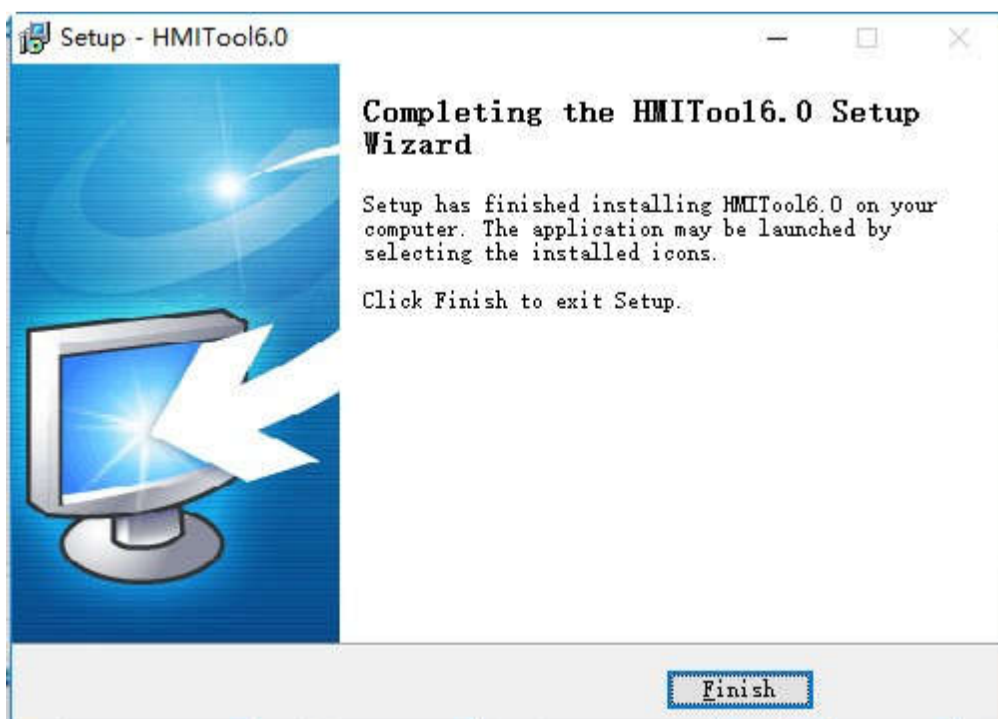 Setup - HMITool6.0
Completing the HMITool6.0 Setup
Wizard
Setup has finished installing HMITool6.0 on your
computer. The application may be launched by
selecting the installed icons.
Click Finish to exit Setup.
Finish